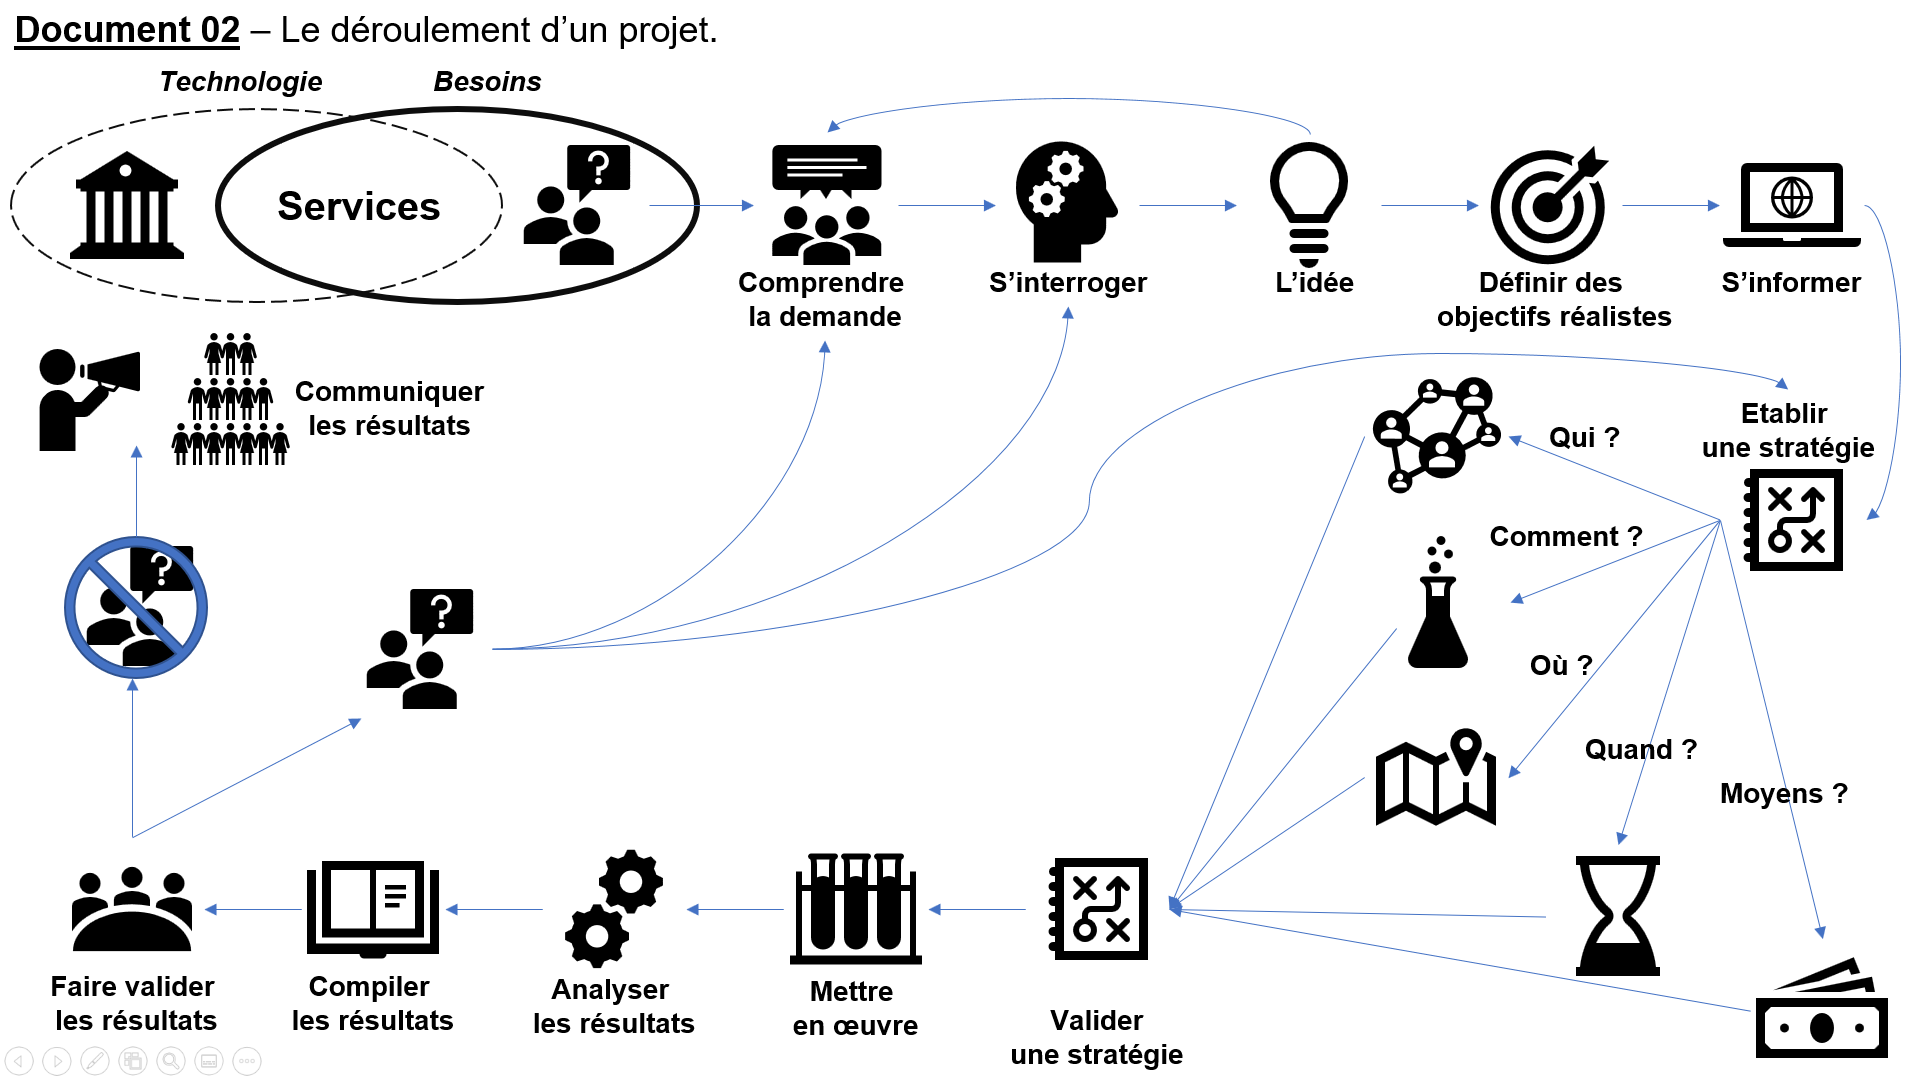 Document 02 – Le déroulement d’un projet.
Technologie
Besoins
Services
?
Comprendre
la demande
S’interroger
L’idée
Définir des
objectifs réalistes
S’informer
Communiquer
les résultats
Etablir
une stratégie
Qui ?
Comment ?
Où ?
Quand ?
Moyens ?
?
?
Faire valider
les résultats
Compiler
les résultats
Analyser
les résultats
Mettre
en œuvre
Valider
une stratégie